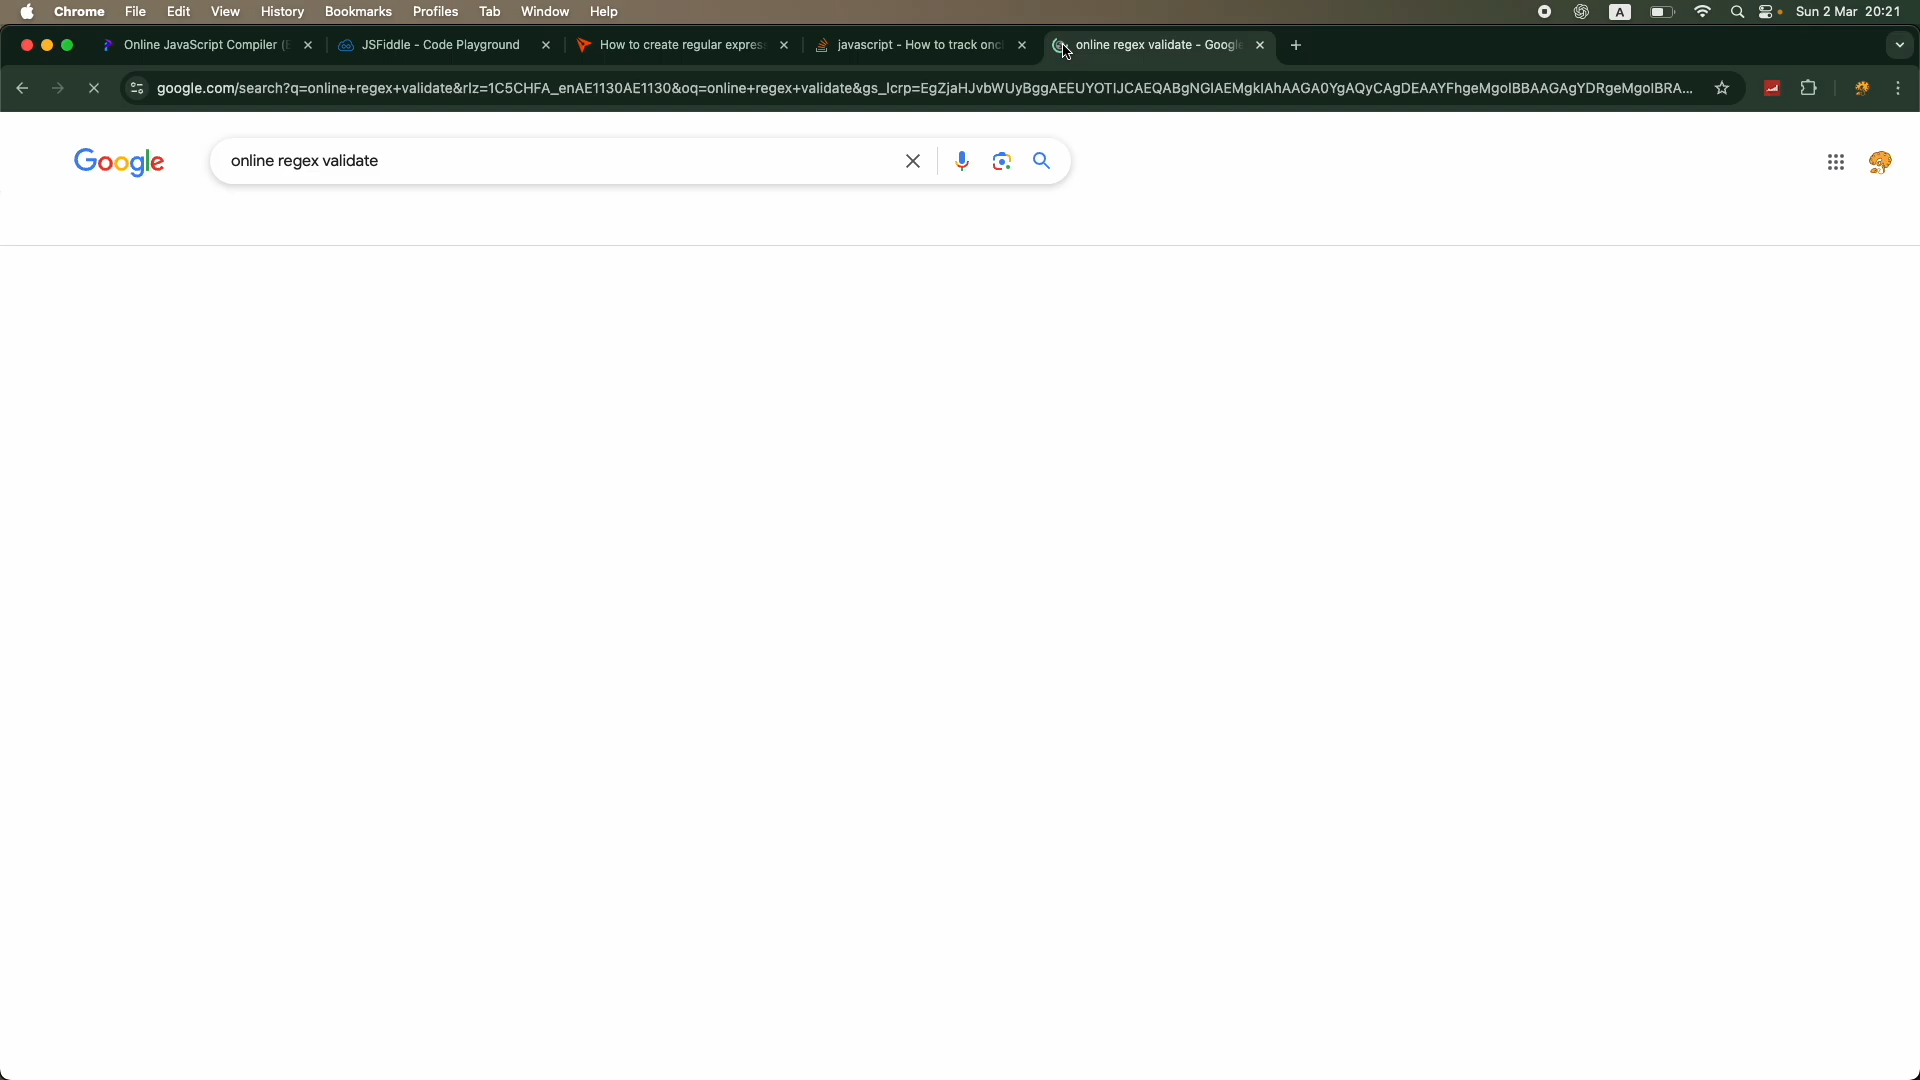 Chrome File Edit View History Bookmarks Profiles Tab Window Help A Sun 2 Mar 20:21
Online JavaScript Compiler ( JSFiddle - Code Playground How to create regular expres javascript - How to track onc online regex validate - Google
google.com/search?q=online+regex+validate&rlz=1C5CHFA_enAE1130AE1130&oq=online+regex+validate&gs_lcrp=EgZjaHJvbWUyBggAEEUYOTIJCAEQABgNGIAEMgkIAhAAGA0YgAQyCAgDEAAYFhgeMgoIBBAAGAgYDRgeMgoIBRA...
Google online regex validate